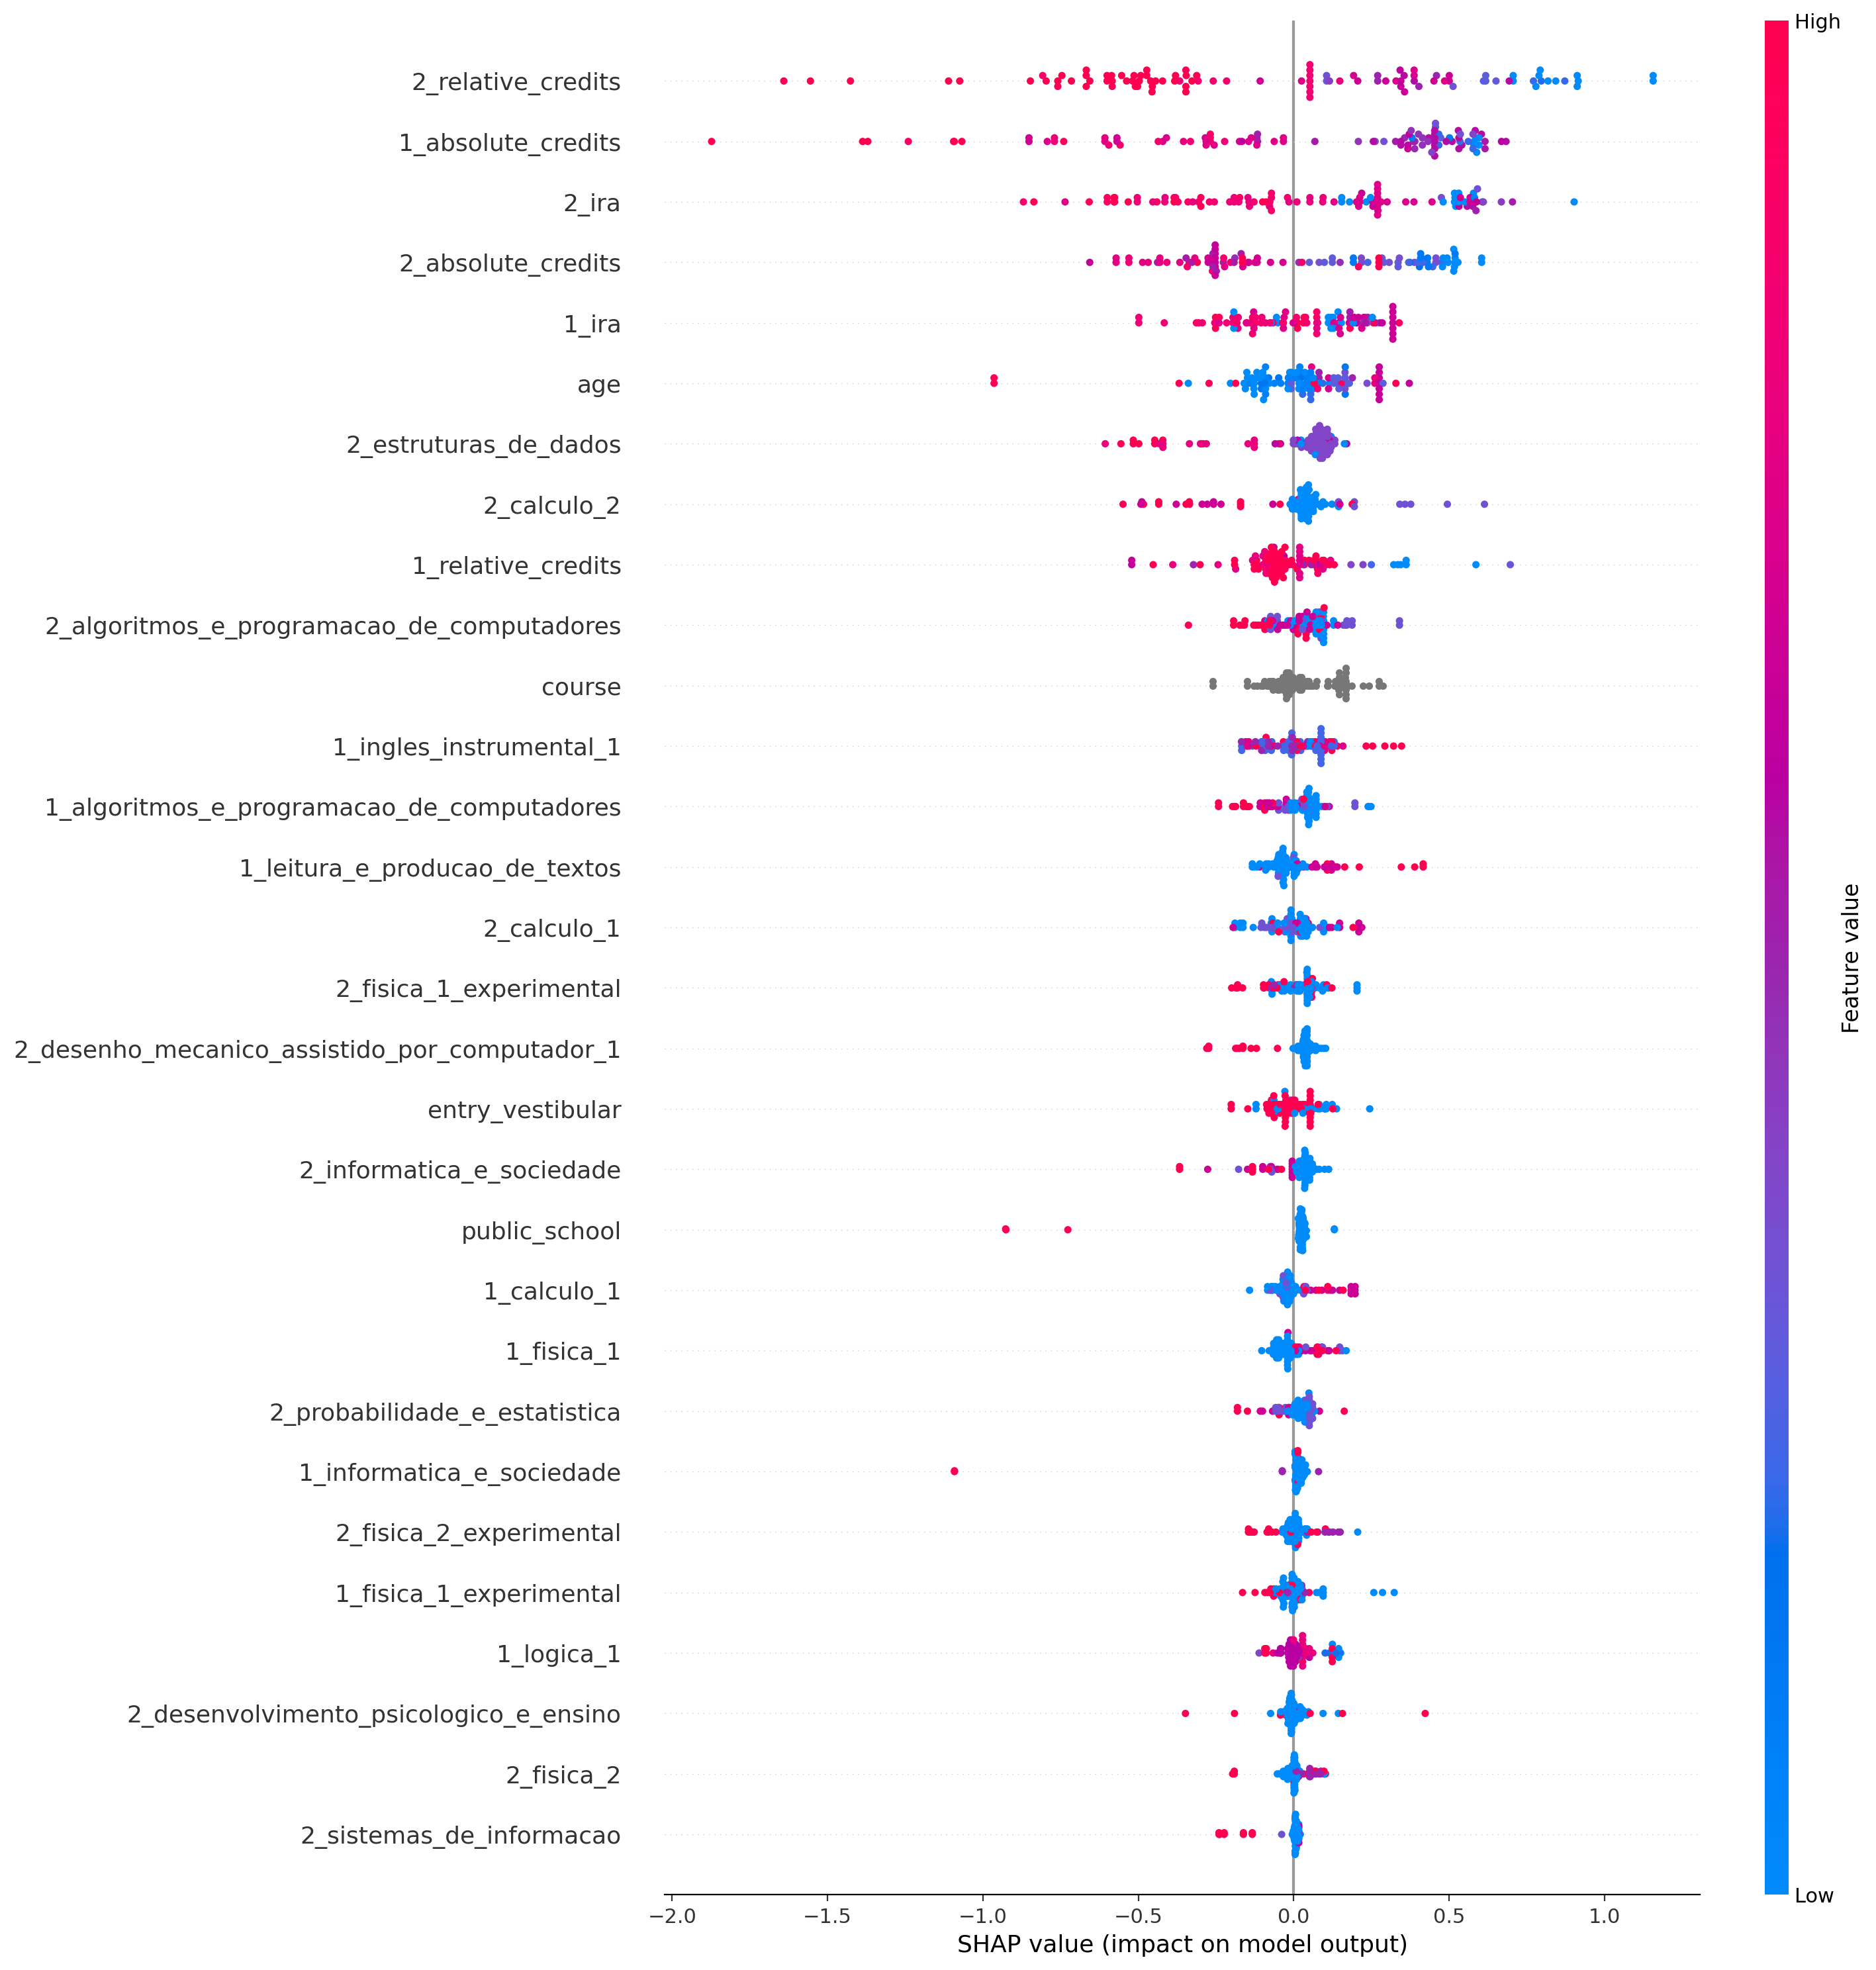 High
2_relative_credits
1_absolute_credits
2_ira
2_absolute_credits
1_ira
age
2_estruturas_de_dados
2_calculo_2
1_relative_credits
2_algoritmos_e_programacao_de_computadores
course
1_ingles_instrumental_1
1_algoritmos_e_programacao_de_computadores
1_leitura_e_producao_de_textos
2_calculo_1
2_fisica_1_experimental
2_desenho_mecanico_assistido_por_computador_1
entry_vestibular
2_informatica_e_sociedade
public_school
1_calculo_1
1_fisica_1
2_probabilidade_e_estatistica
1_informatica_e_sociedade
2_fisica_2_experimental
1_fisica_1_experimental
1_logica_1
2_desenvolvimento_psicologico_e_ensino
2_fisica_2
2_sistemas_de_informacao
Feature value
Low
−2.0 −1.5 −1.0 −0.5 0.0 0.5 1.0
SHAP value (impact on model output)